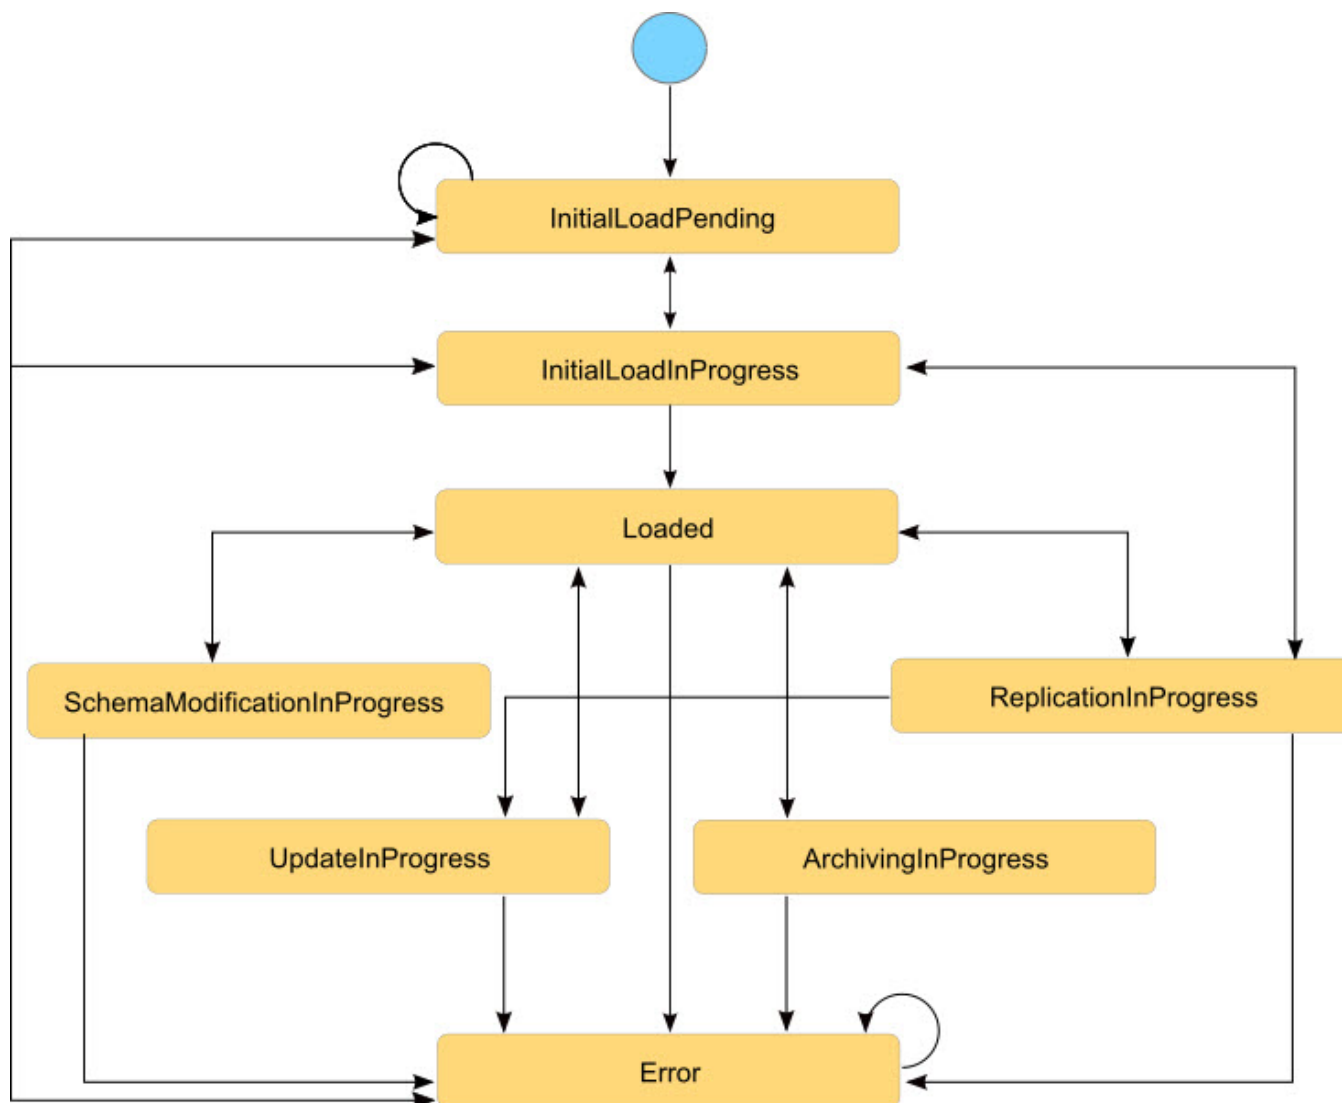 InitialLoadPending
InitialLoadInProgress
Loaded
SchemaModificationInProgress
ReplicationInProgress
UpdateInProgress
ArchivingInProgress
Error